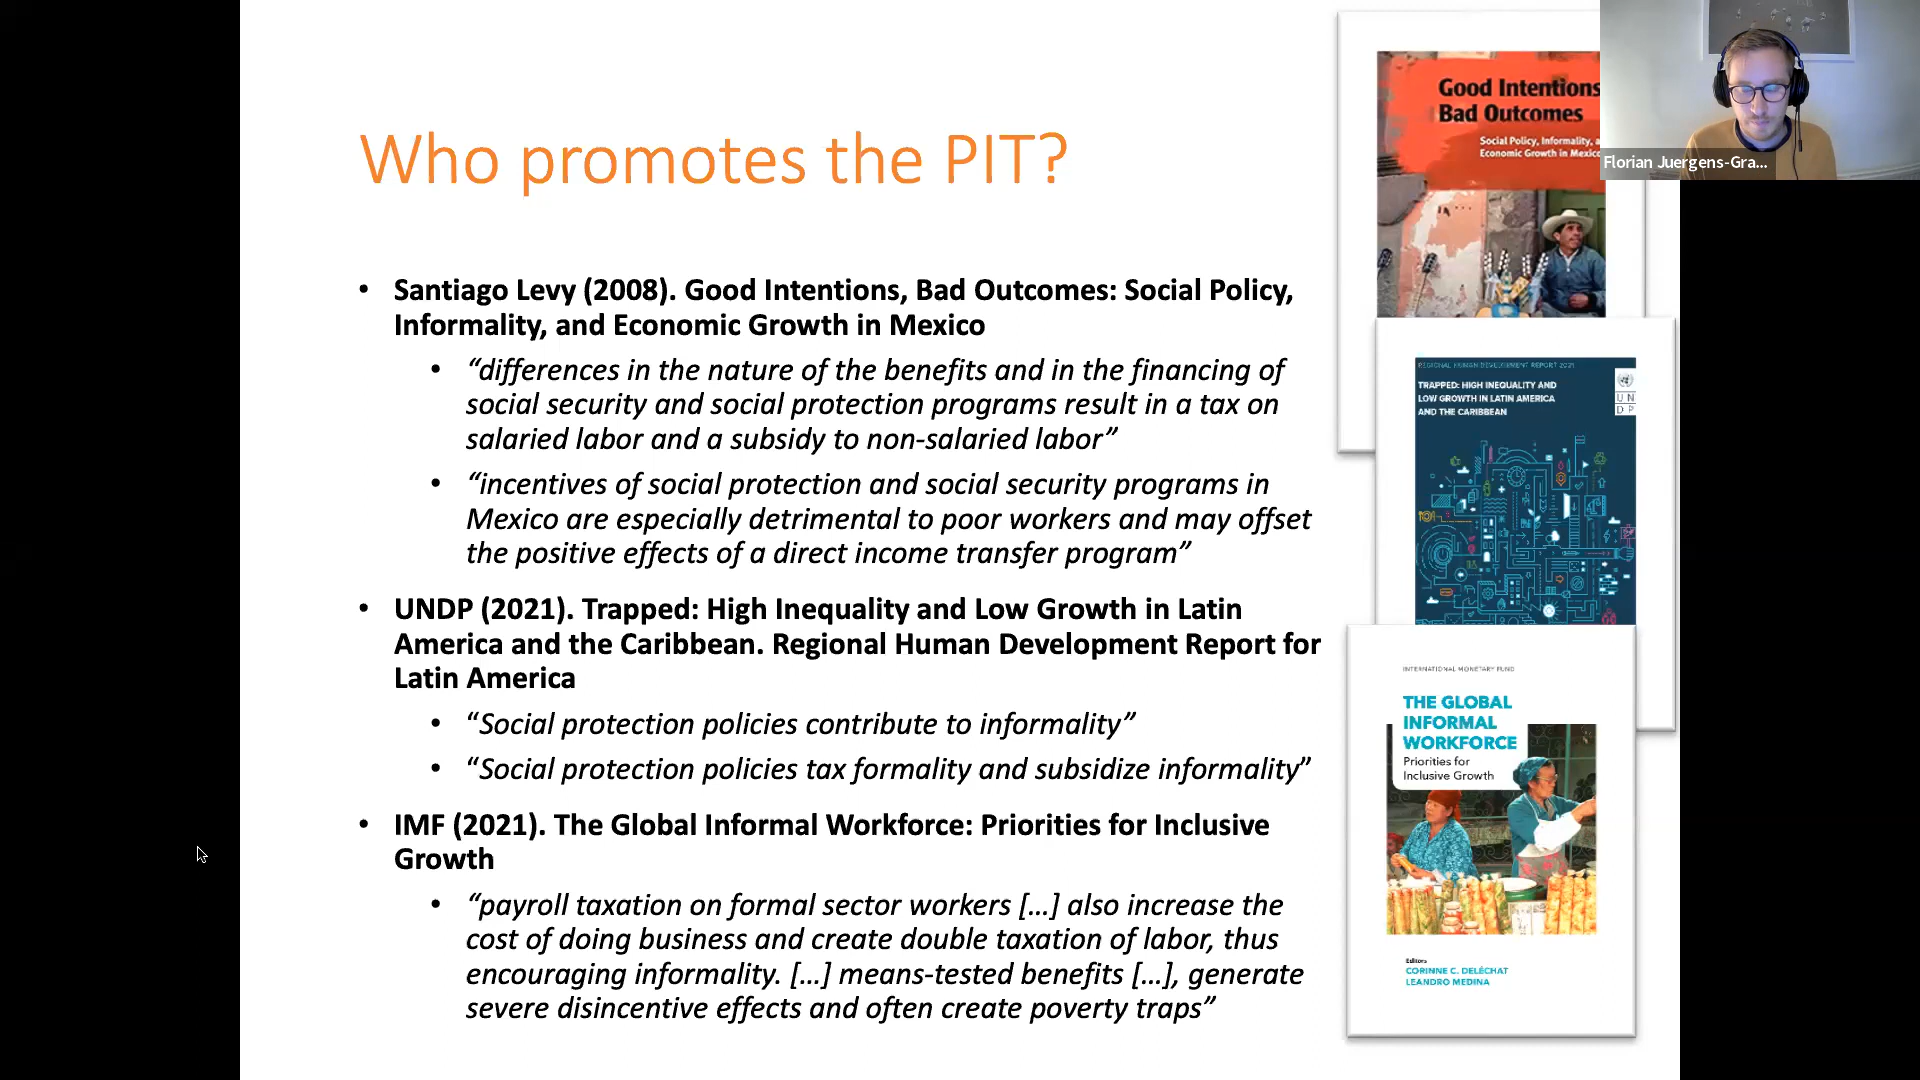 Who promotes the PIT?
• Santiago Levy (2008). Good Intentions, Bad Outcomes: Social Policy,
Informality, and Economic Growth in Mexico
• “differences in the nature of the benefits and in the financing of
social security and social protection programs result in a tax on
salaried labor and a subsidy to non-salaried labor”
• “incentives of social protection and social security programs in
Mexico are especially detrimental to poor workers and may offset
the positive effects of a direct income transfer program”
• UNDP (2021). Trapped: High Inequality and Low Growth in Latin
America and the Caribbean. Regional Human Development Report for
Latin America
• “Social protection policies contribute to informality”
• “Social protection policies tax formality and subsidize informality”
• IMF (2021). The Global Informal Workforce: Priorities for Inclusive
Growth
• “payroll taxation on formal sector workers […] also increase the
cost of doing business and create double taxation of labor, thus
encouraging informality. […] means-tested benefits […], generate
severe disincentive effects and often create poverty traps”
Good Intentions
Bad Outcomes
Social Policy, Informality, a
Economic Growth in Mexico
Florian Juergens-Gra...
REGIONAL HUMAN DEVELOPMENT REPORT 2021
TRAPPED: HIGH INEQUALITY AND
LOW GROWTH IN LATIN AMERICA
AND THE CARIBBEAN
U N
D P
INTERNATIONAL MONETARY FUND
THE GLOBAL
INFORMAL
WORKFORCE
Priorities for
Inclusive Growth
Editors
CORINNE C. DELÉCHAT
LEANDRO MEDINA